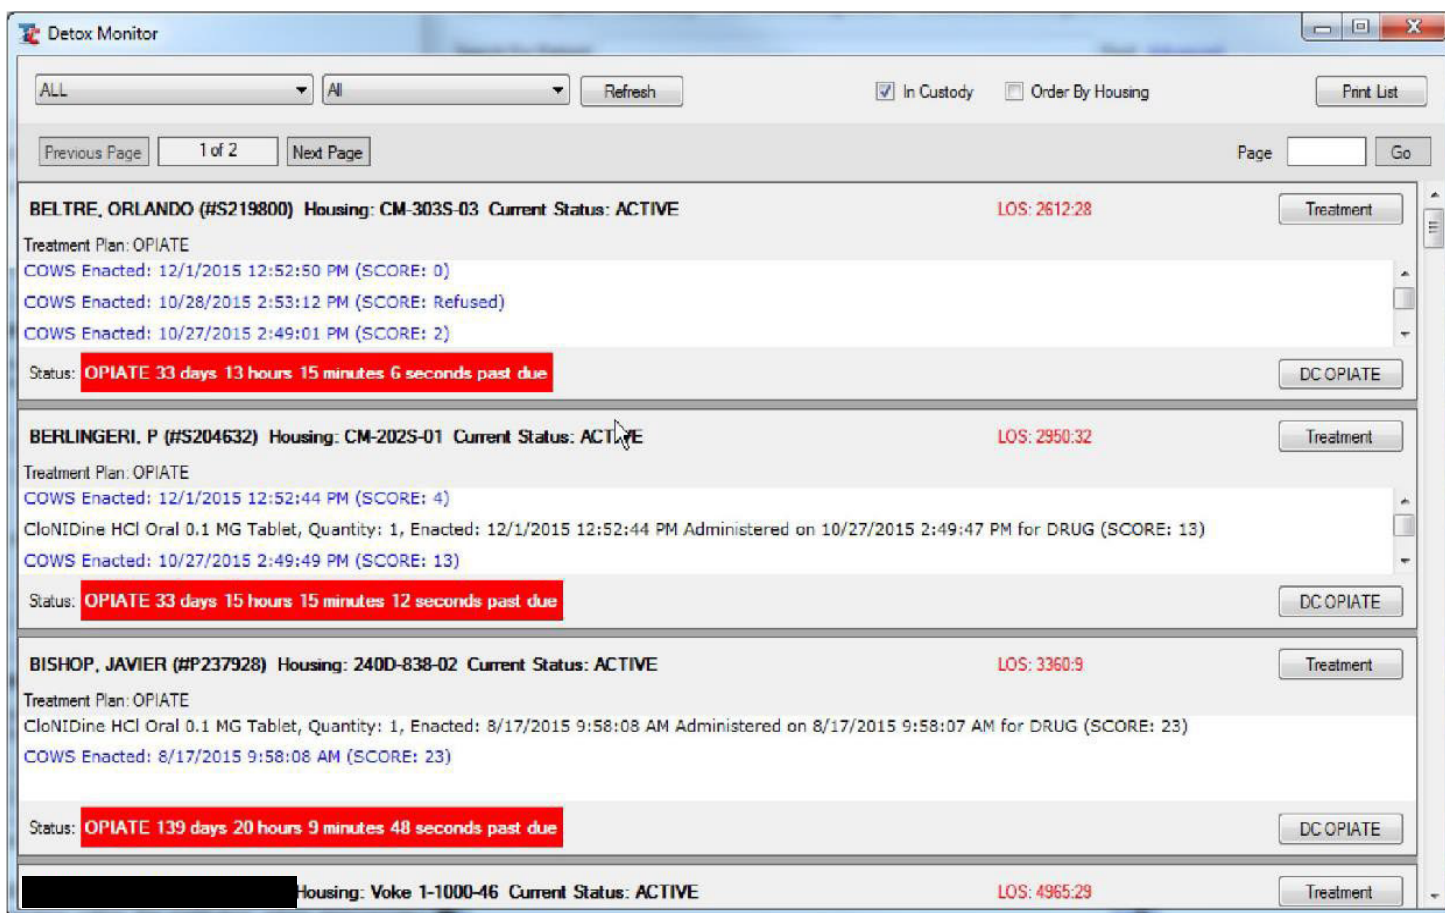 Detox Monitor
ALL All Refresh In Custody Order By Housing Print List
Previous Page 1 of 2 Next Page Page Go
BELTRE, ORLANDO (#S219800) Housing: CM-303S-03 Current Status: ACTIVE LOS: 2612:28 Treatment
Treatment Plan: OPIATE
COWS Enacted: 12/1/2015 12:52:50 PM (SCORE: 0)
COWS Enacted: 10/28/2015 2:53:12 PM (SCORE: Refused)
COWS Enacted: 10/27/2015 2:49:01 PM (SCORE: 2)
Status: OPIATE 33 days 13 hours 15 minutes 6 seconds past due DC OPIATE
BERLINGERI, P (#S204632) Housing: CM-202S-01 Current Status: ACTIVE LOS: 2950:32 Treatment
Treatment Plan: OPIATE
COWS Enacted: 12/1/2015 12:52:44 PM (SCORE: 4)
CloNIDine HCl Oral 0.1 MG Tablet, Quantity: 1, Enacted: 12/1/2015 12:52:44 PM Administered on 10/27/2015 2:49:47 PM for DRUG (SCORE: 13)
COWS Enacted: 10/27/2015 2:49:49 PM (SCORE: 13)
Status: OPIATE 33 days 15 hours 15 minutes 12 seconds past due DC OPIATE
BISHOP, JAVIER (#P237928) Housing: 240D-838-02 Current Status: ACTIVE LOS: 3360:9 Treatment
Treatment Plan: OPIATE
CloNIDine HCl Oral 0.1 MG Tablet, Quantity: 1, Enacted: 8/17/2015 9:58:08 AM Administered on 8/17/2015 9:58:07 AM for DRUG (SCORE: 23)
COWS Enacted: 8/17/2015 9:58:08 AM (SCORE: 23)
Status: OPIATE 139 days 20 hours 9 minutes 48 seconds past due DC OPIATE
Housing: Voke 1-1000-46 Current Status: ACTIVE LOS: 4965:29 Treatment